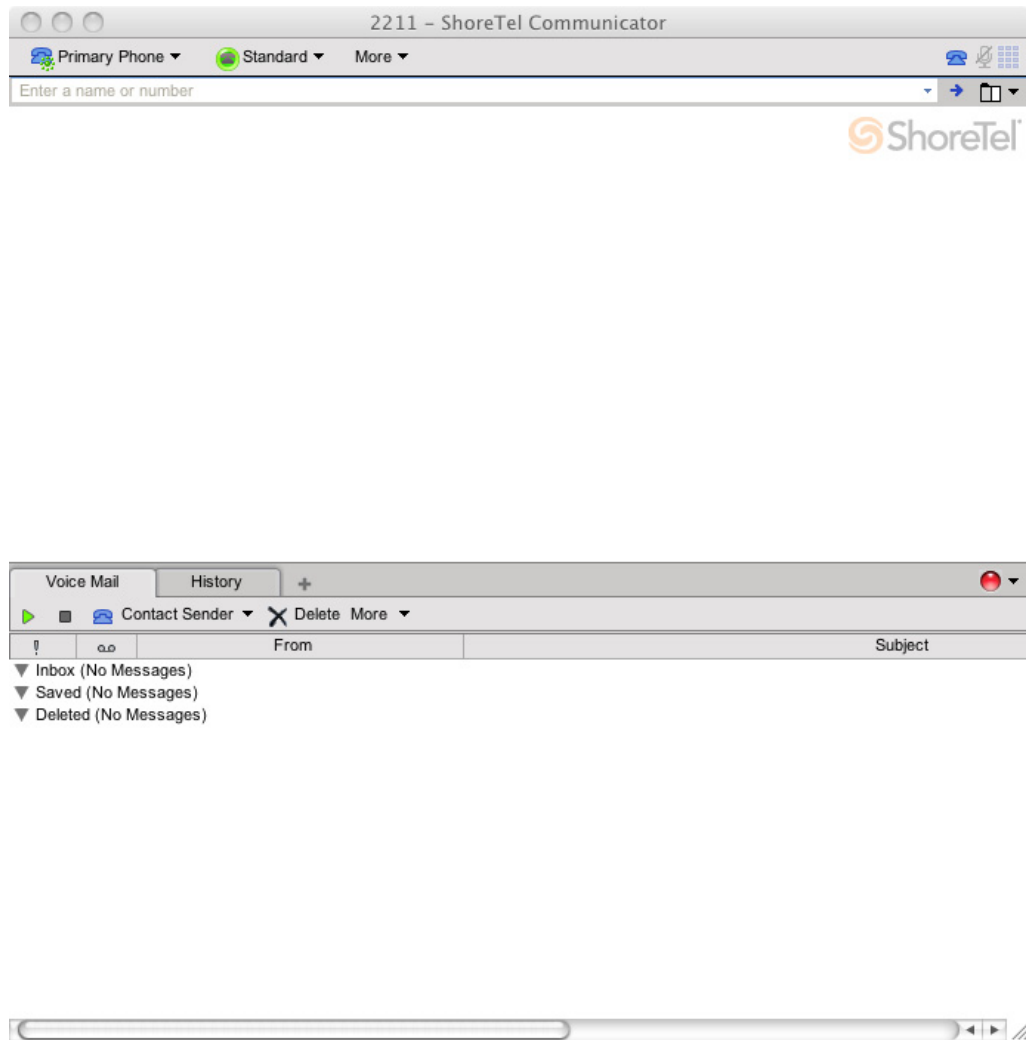 2211 – ShoreTel Communicator
Primary Phone Standard More
Enter a name or number
ShoreTel
Voice Mail History +
Contact Sender Delete More
! From Subject
Inbox (No Messages)
Saved (No Messages)
Deleted (No Messages)